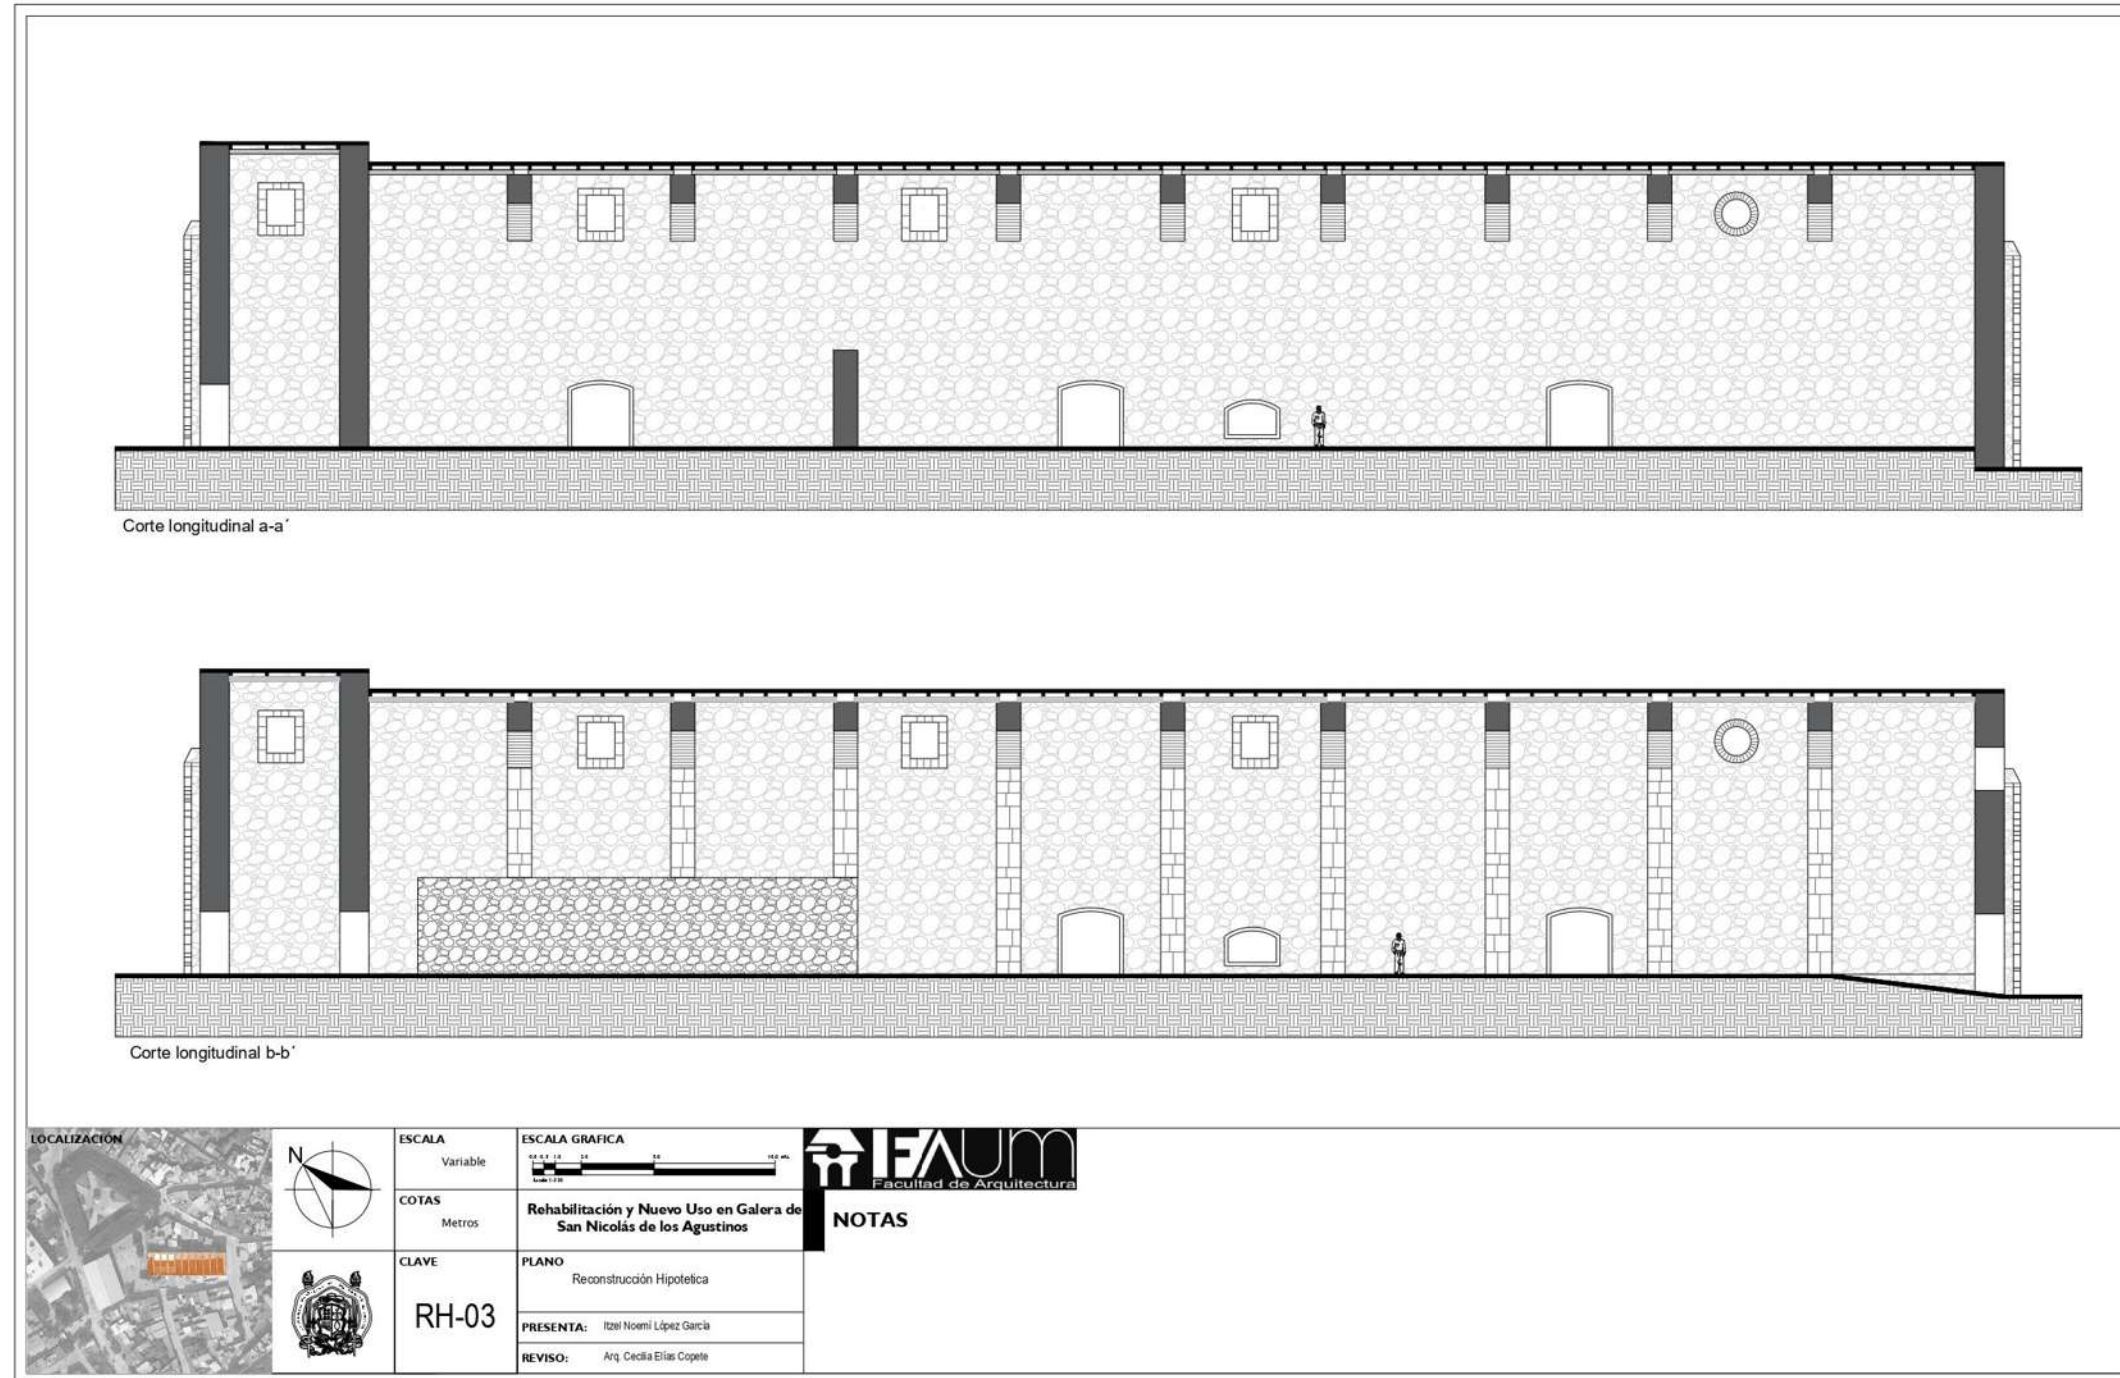 Corte longitudinal a-a´
Corte longitudinal b-b´
LOCALIZACIÓN
N
ESCALA
Variable
COTAS
Metros
CLAVE
RH-03
ESCALA GRAFICA
Rehabilitación y Nuevo Uso en Galera de
San Nicolás de los Agustinos
PLANO
Reconstrucción Hipotetica
PRESENTA: Itzel Noemí López García
REVISO: Arq. Cecilia Elías Copete
FAUM
Facultad de Arquitectura
NOTAS